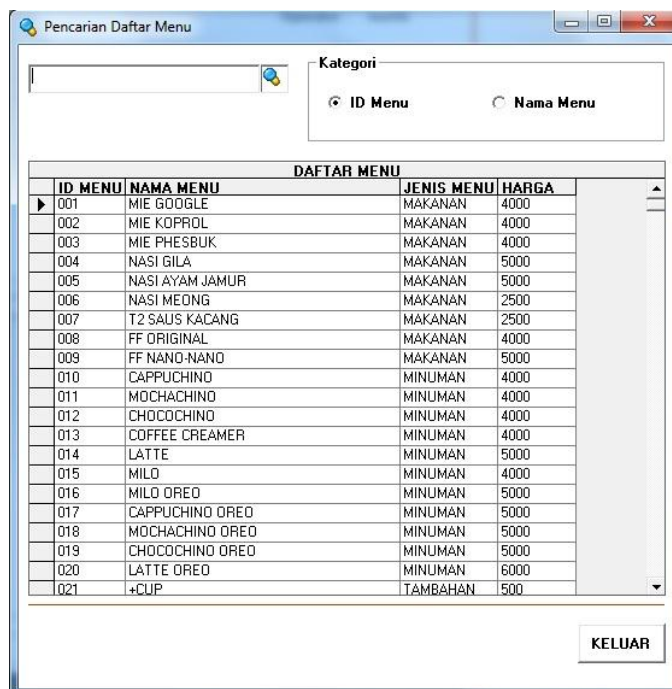 Pencarian Daftar Menu
Kategori
ID Menu Nama Menu
DAFTAR MENU
ID MENU NAMA MENU JENIS MENU HARGA
001 MIE GOOGLE MAKANAN 4000
002 MIE KOPROL MAKANAN 4000
003 MIE PHESBUK MAKANAN 4000
004 NASI GILA MAKANAN 5000
005 NASI AYAM JAMUR MAKANAN 5000
006 NASI MEONG MAKANAN 2500
007 T2 SAUS KACANG MAKANAN 2500
008 FF ORIGINAL MAKANAN 4000
009 FF NANO-NANO MAKANAN 5000
010 CAPPUCHINO MINUMAN 4000
011 MOCHACHINO MINUMAN 4000
012 CHOCOCHINO MINUMAN 4000
013 COFFEE CREAMER MINUMAN 4000
014 LATTE MINUMAN 5000
015 MILO MINUMAN 4000
016 MILO OREO MINUMAN 5000
017 CAPPUCHINO OREO MINUMAN 5000
018 MOCHACHINO OREO MINUMAN 5000
019 CHOCOCHINO OREO MINUMAN 5000
020 LATTE OREO MINUMAN 6000
021 +CUP TAMBAHAN 500
KELUAR